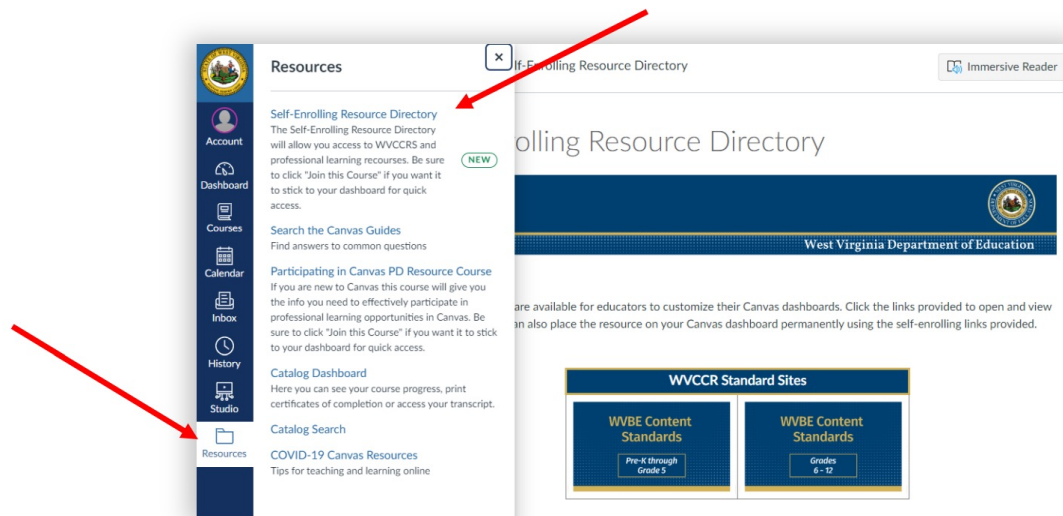 Resources
×
lf-Enrolling Resource Directory
Immersive Reader
Account
Dashboard
Courses
Calendar
Inbox
History
Studio
Resources
Self-Enrolling Resource Directory
The Self-Enrolling Resource Directory
will allow you access to WVCCRS and
professional learning recourses. Be sure
to click "Join this Course" if you want it
to stick to your dashboard for quick
access.
NEW
Search the Canvas Guides
Find answers to common questions
Participating in Canvas PD Resource Course
If you are new to Canvas this course will give you
the info you need to effectively participate in
professional learning opportunities in Canvas. Be
sure to click "Join this Course" if you want it to stick
to your dashboard for quick access.
Catalog Dashboard
Here you can see your course progress, print
certificates of completion or access your transcript.
Catalog Search
COVID-19 Canvas Resources
Tips for teaching and learning online
olling Resource Directory
West Virginia Department of Education
are available for educators to customize their Canvas dashboards. Click the links provided to open and view
an also place the resource on your Canvas dashboard permanently using the self-enrolling links provided.
WVCCR Standard Sites
WVBE Content
Standards
Pre-K through
Grade 5
WVBE Content
Standards
Grades
6 - 12